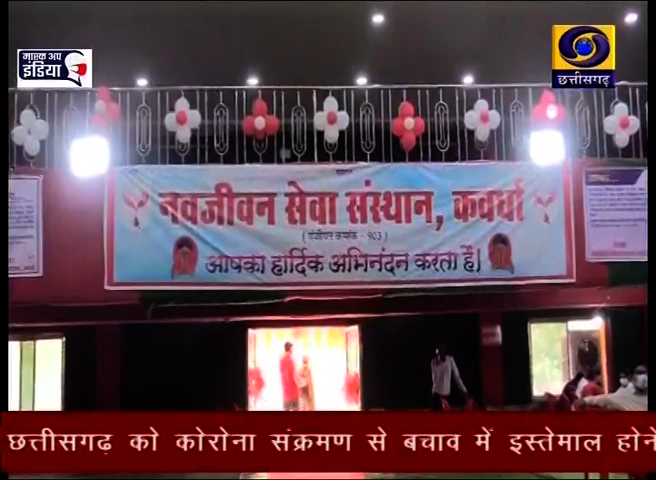 मास्क अप
इंडिया
छत्तीसगढ़
नवजीवन सेवा संस्थान, कवर्धा
( पंजीयन क्रमांक - 903 )
आपका हार्दिक अभिनंदन करता है।
छत्तीसगढ़ को कोरोना संक्रमण से बचाव में इस्तेमाल होने